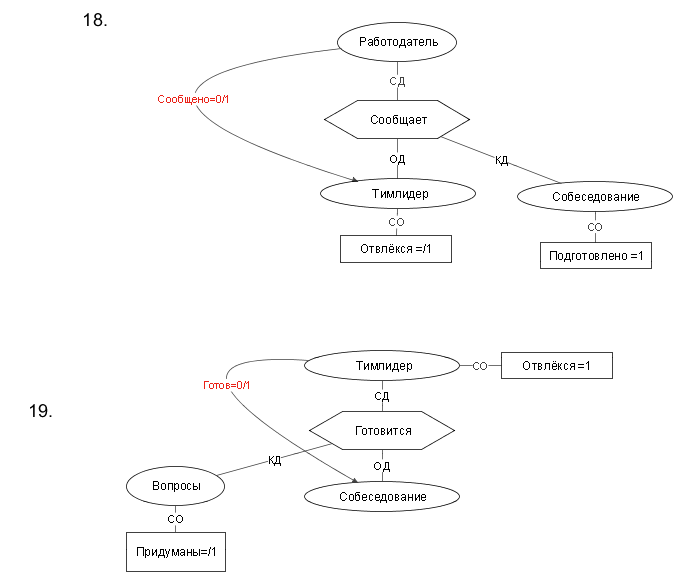 18.
Работодатель
СД
Сообщено=0/1
Сообщает
ОД
КД
Тимлидер
Собеседование
СО
СО
Отвлёкся =/1
Подготовлено =1
Тимлидер
СО
Отвлёкся =1
Готов=0/1
СД
19.
Готовится
КД
ОД
Вопросы
Собеседование
СО
Придуманы=/1